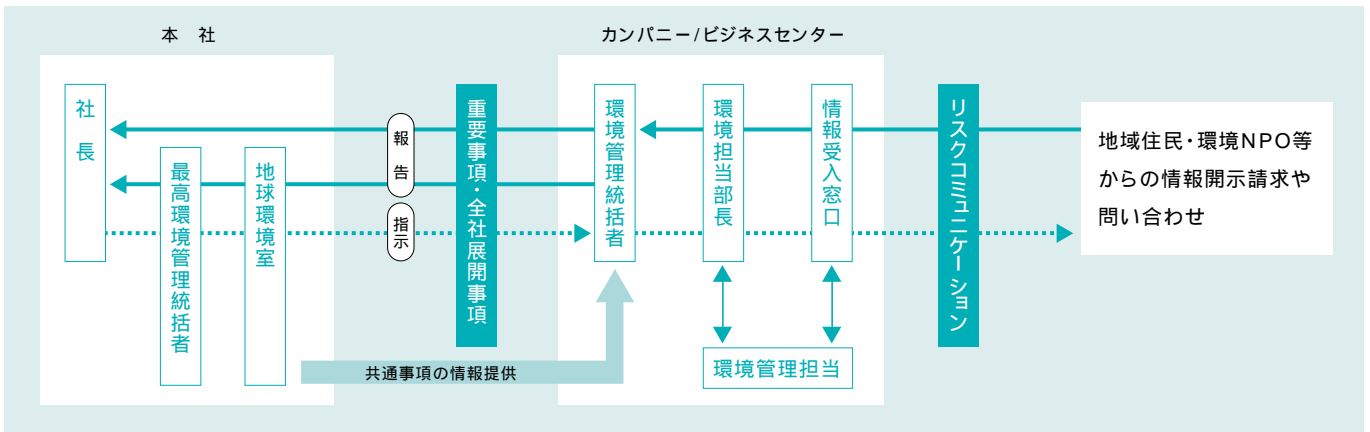 本 社
カンパニー/ビジネスセンター
社長
最高環境管理統括者
地球環境室
報告
指示
重要事項・全社展開事項
環境管理統括者
環境担当部長
情報受入窓口
環境管理担当
共通事項の情報提供
リスクコミュニケーション
地域住民・環境NPO等
からの情報開示請求や
問い合わせ